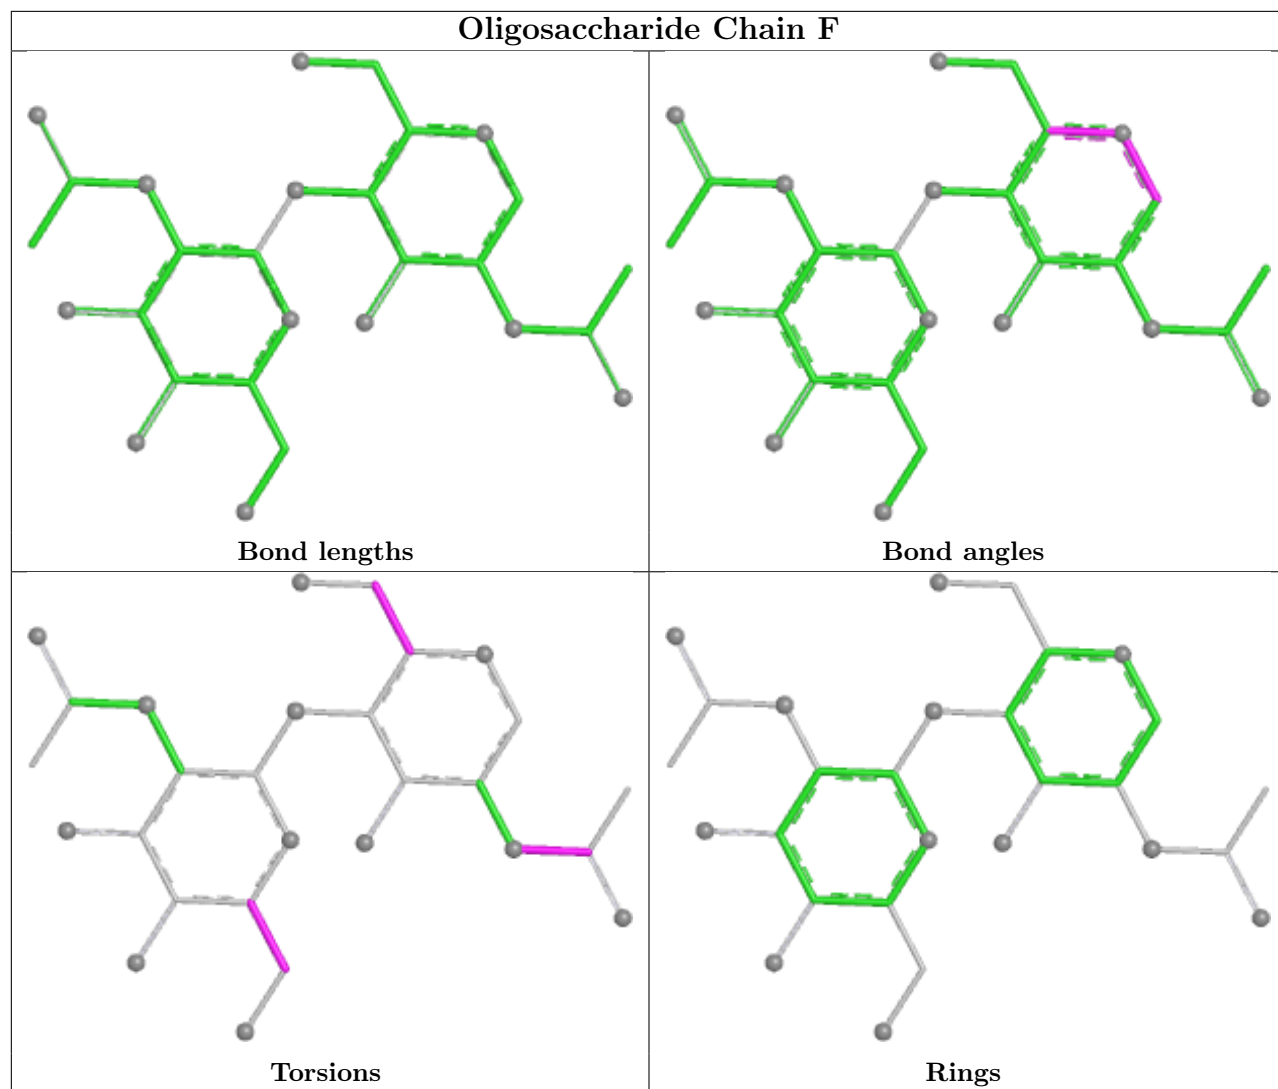 Oligosaccharide Chain F
Bond lengths
Bond angles
Torsions
Rings